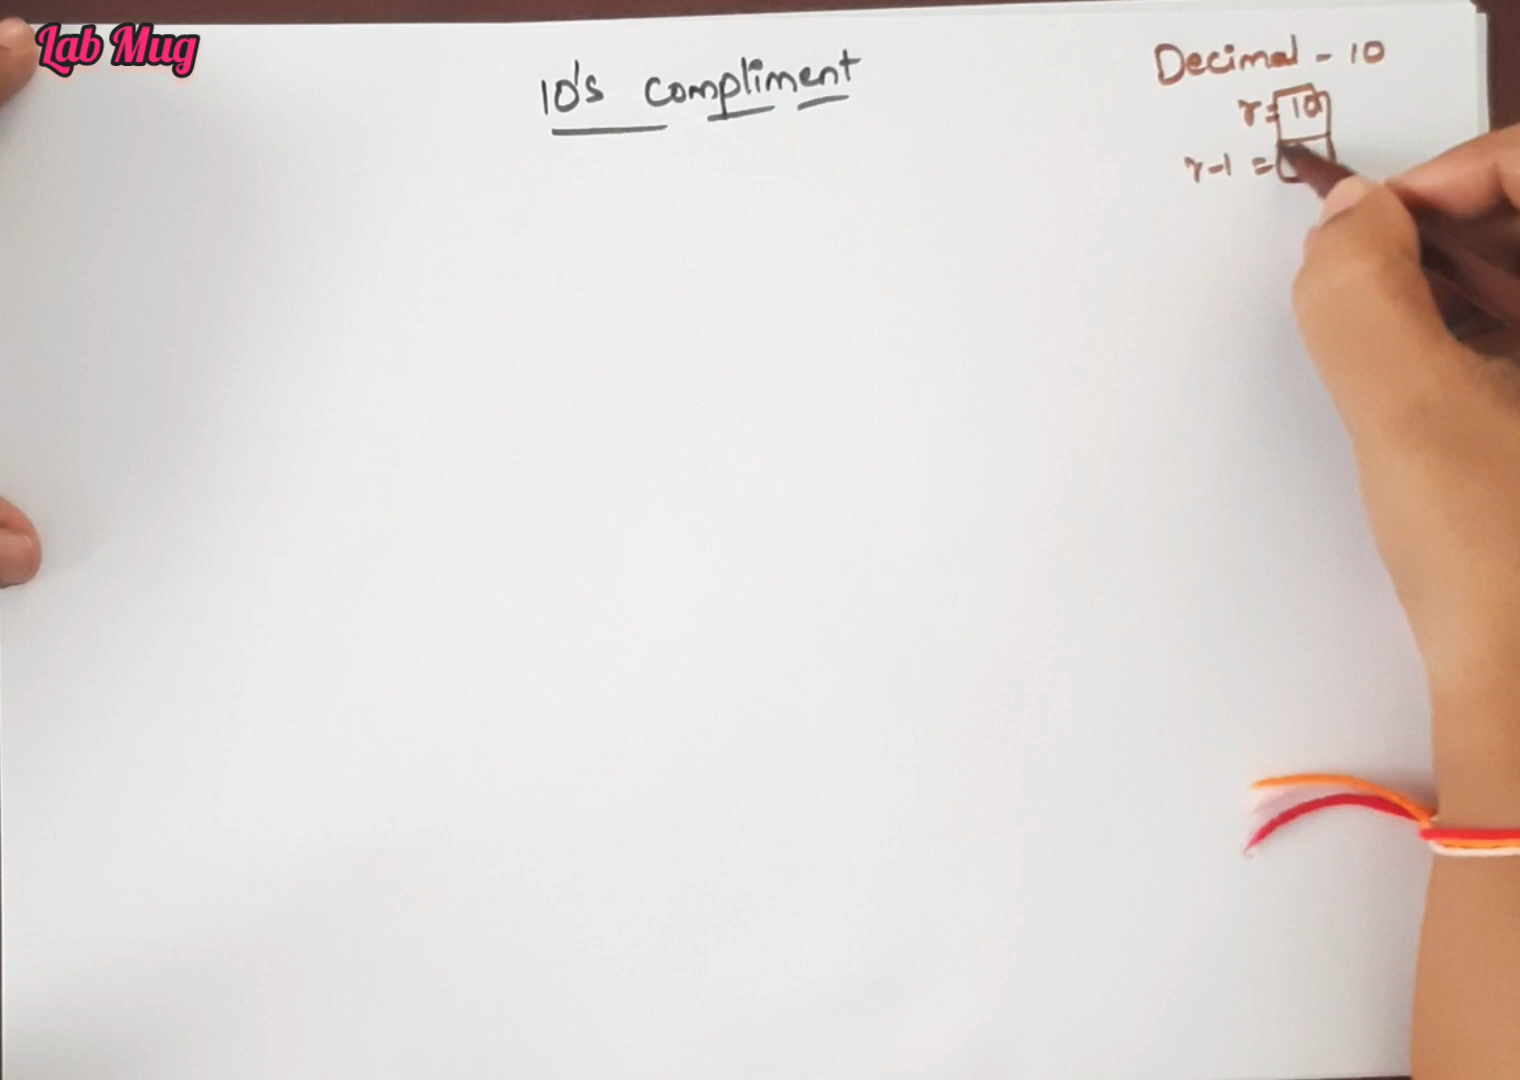 Lab Mug
10's compliment
Decimal - 10
r = 10
r-1 =